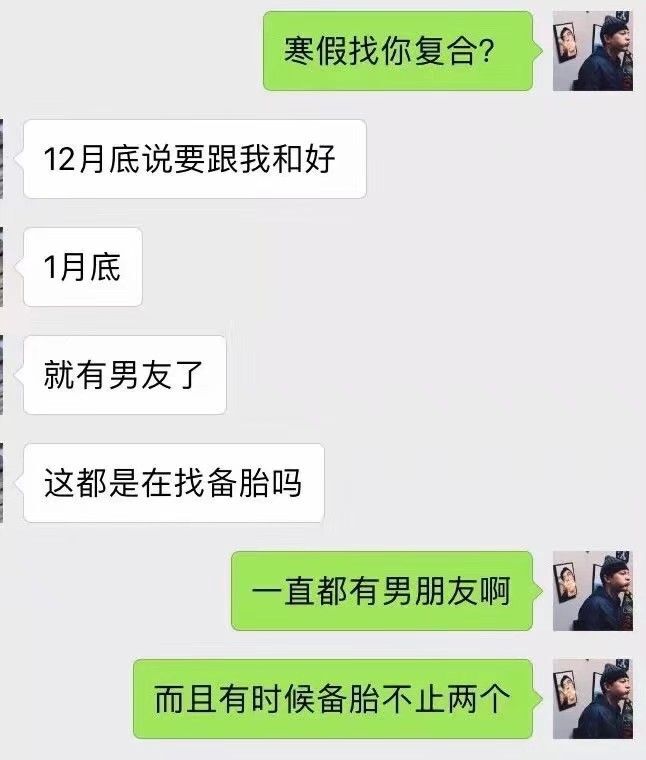 寒假找你复合?
12月底说要跟我和好
1月底
就有男友了
这都是在找备胎吗
一直都有男朋友啊
而且有时候备胎不止两个